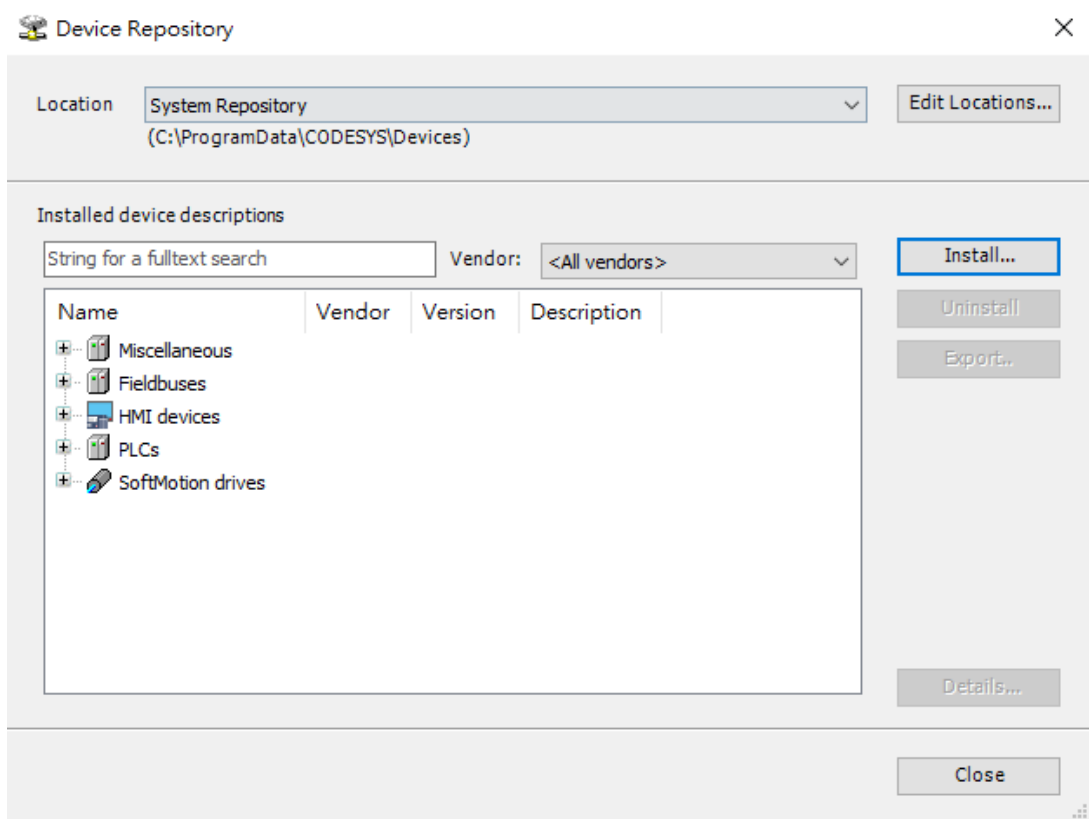 Device Repository
Location System Repository Edit Locations...
(C:\ProgramData\CODESYS\Devices)
Installed device descriptions
String for a fulltext search Vendor: <All vendors> Install...
Name Vendor Version Description Uninstall
Miscellaneous Export..
Fieldbuses
HMI devices
PLCs
SoftMotion drives
Details...
Close